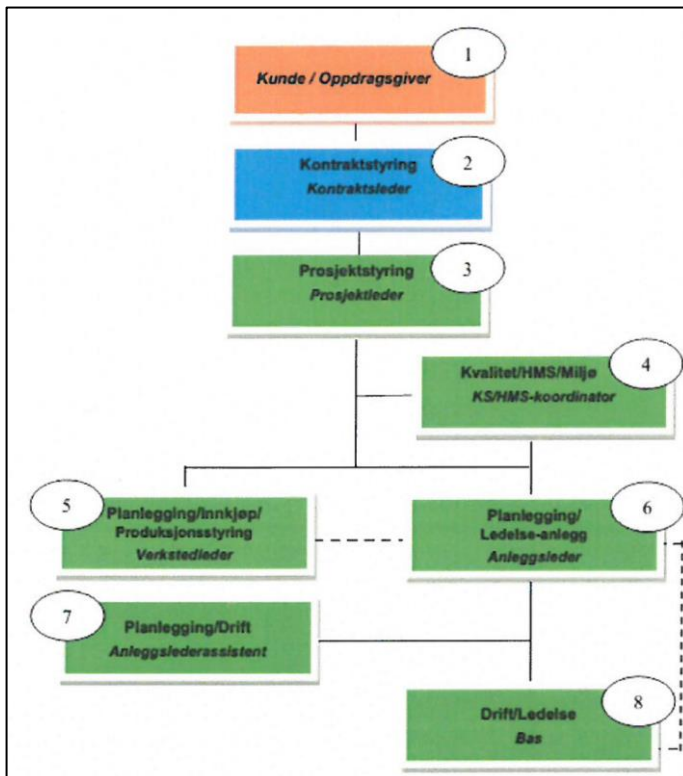 1
Kunde / Oppdragsgiver
2
Kontraktstyring
Kontraktsleder
3
Prosjektstyring
Prosjektleder
4
Kvalitet/HMS/Miljø
KS/HMS-koordinator
5
Planlegging/Innkjøp/
Produksjonsstyring
Verkstedleder
6
Planlegging/
Ledelse-anlegg
Anleggsleder
7
Planlegging/Drift
Anleggslederassistent
8
Drift/Ledelse
Bas